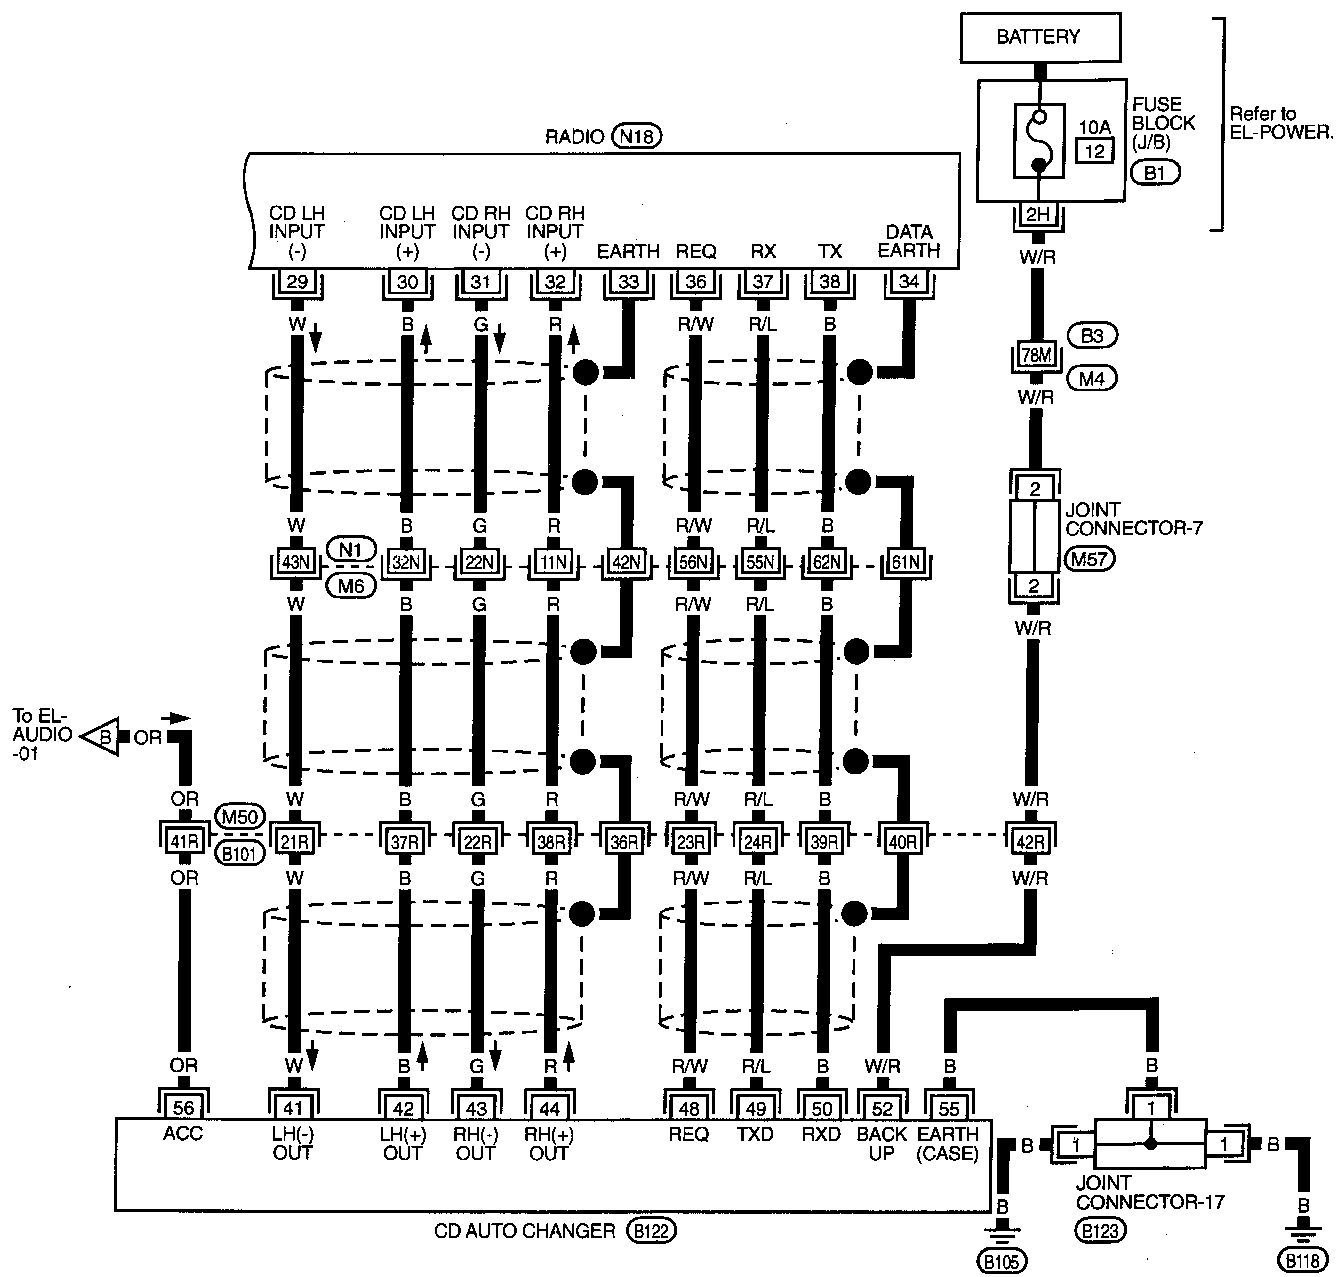 BATTERY
FUSE
BLOCK
(J/B)
10A
12
B1
Refer to
EL-POWER.
2H
W/R
RADIO N18
CD LH
INPUT
(-)
CD LH
INPUT
(+)
CD RH
INPUT
(-)
CD RH
INPUT
(+)
EARTH
REQ
RX
TX
DATA
EARTH
29 30 31 32 33 36 37 38 34
W B G R R/W R/L B
B3
78M
M4
W/R
2
JOINT
CONNECTOR-7
M57
2
W/R
W B G R R/W R/L B
N1
43N 32N 22N 11N 42N 56N 55N 62N 61N
M6
W B G R R/W R/L B
To EL-
AUDIO
-01
B OR
OR W B G R R/W R/L B W/R
M50
41R 21R 37R 22R 38R 36R 23R 24R 39R 40R 42R
B101
OR W B G R R/W R/L B W/R
OR W B G R R/W R/L B W/R B B
56 41 42 43 44 48 49 50 52 55 1
ACC
LH(-)
OUT
LH(+)
OUT
RH(-)
OUT
RH(+)
OUT
REQ
TXD
RXD
BACK
UP
EARTH
(CASE)
B 1 1 B
JOINT
CONNECTOR-17
B123
B
B105
B
B118
CD AUTO CHANGER B122